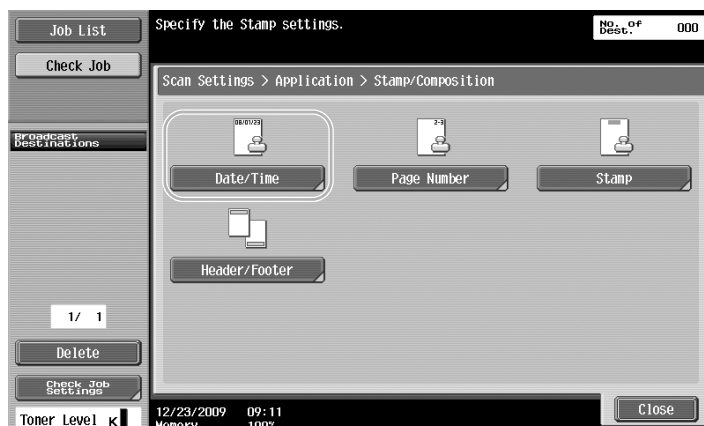 Job List
Check Job
Broadcast
Destinations
1/ 1
Delete
Check Job
Settings
Toner Level K
Specify the Stamp settings.
No. of
Dest.
000
Scan Settings > Application > Stamp/Composition
08/01/23
Date/Time
2-3
Page Number
Stamp
Header/Footer
12/23/2009 09:11
Memory 100%
Close